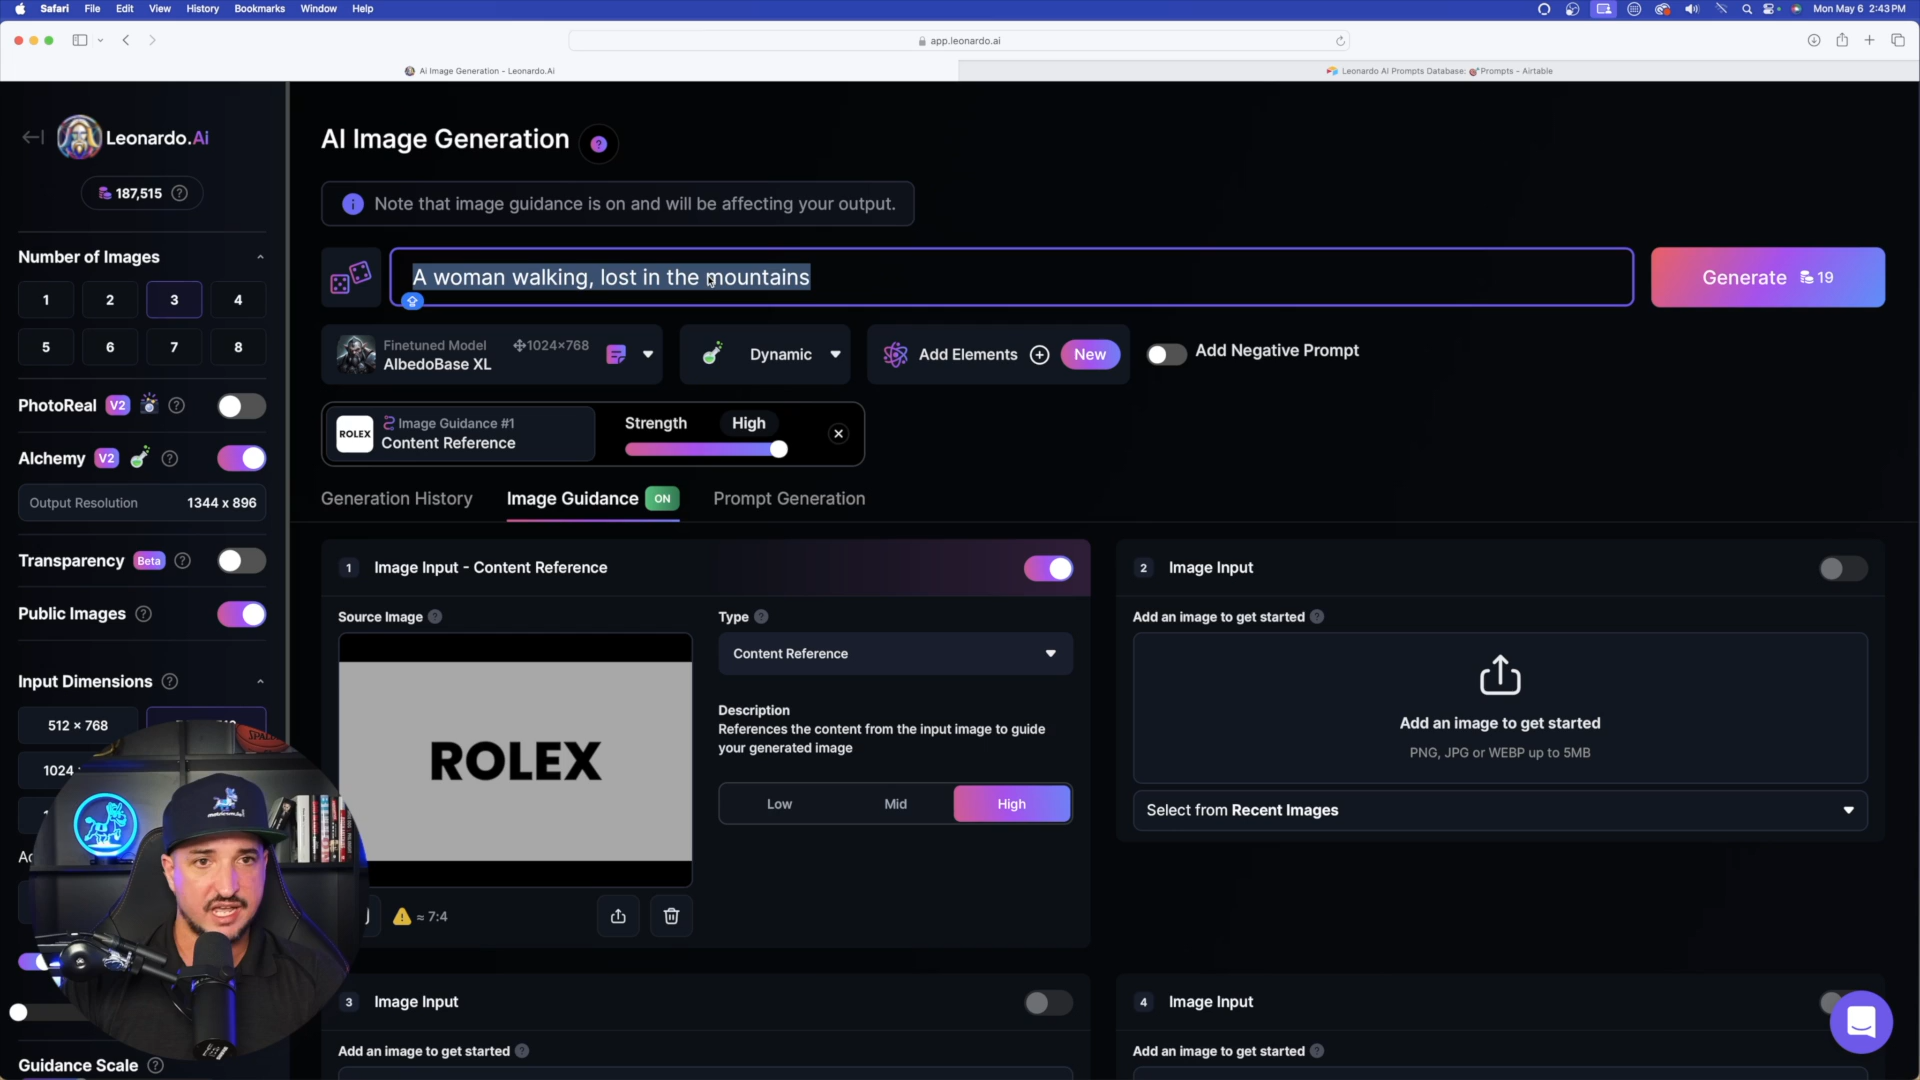 Safari File Edit View History Bookmarks Window Help
Mon May 6 2:43 PM
app.leonardo.ai
Ai Image Generation - Leonardo.Ai
Leonardo AI Prompts Database: Prompts - Airtable
Leonardo.Ai
187,515
Number of Images
1 2 3 4
5 6 7 8
PhotoReal V2
Alchemy V2
Output Resolution 1344 x 896
Transparency Beta
Public Images
Input Dimensions
512 × 768
1024
Guidance Scale
AI Image Generation
Note that image guidance is on and will be affecting your output.
A woman walking, lost in the mountains
Generate 19
Finetuned Model 1024×768
AlbedoBase XL
Dynamic
Add Elements New
Add Negative Prompt
ROLEX
Image Guidance #1
Content Reference
Strength High
Generation History Image Guidance ON Prompt Generation
1 Image Input - Content Reference
Source Image
ROLEX
≈ 7:4
Type
Content Reference
Description
References the content from the input image to guide
your generated image
Low Mid High
2 Image Input
Add an image to get started
Add an image to get started
PNG, JPG or WEBP up to 5MB
Select from Recent Images
3 Image Input
Add an image to get started
4 Image Input
Add an image to get started